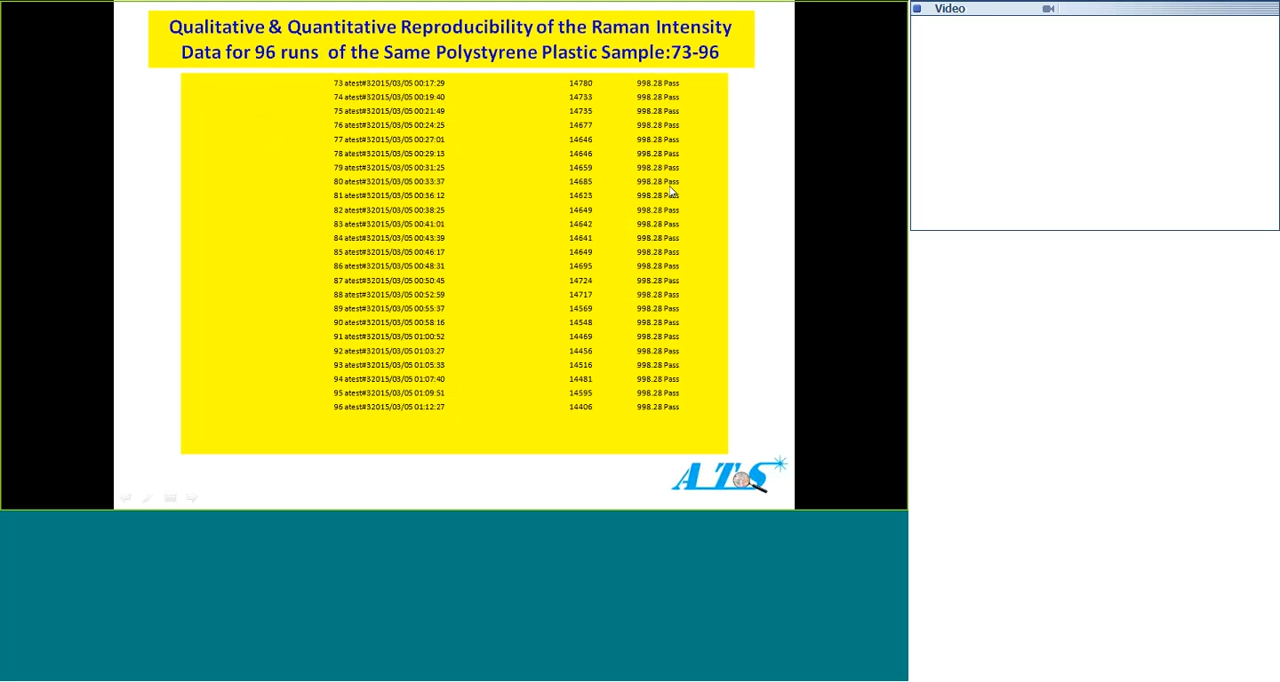 Video
Qualitative & Quantitative Reproducibility of the Raman Intensity
Data for 96 runs of the Same Polystyrene Plastic Sample:73-96
73 atest#32015/03/05 00:17:29 14780 998.28 Pass
74 atest#32015/03/05 00:19:40 14733 998.28 Pass
75 atest#32015/03/05 00:21:49 14735 998.28 Pass
76 atest#32015/03/05 00:24:25 14677 998.28 Pass
77 atest#32015/03/05 00:27:01 14646 998.28 Pass
78 atest#32015/03/05 00:29:13 14646 998.28 Pass
79 atest#32015/03/05 00:31:25 14659 998.28 Pass
80 atest#32015/03/05 00:33:37 14685 998.28 Pass
81 atest#32015/03/05 00:36:12 14623 998.28 Pass
82 atest#32015/03/05 00:38:25 14649 998.28 Pass
83 atest#32015/03/05 00:41:01 14642 998.28 Pass
84 atest#32015/03/05 00:43:39 14641 998.28 Pass
85 atest#32015/03/05 00:46:17 14649 998.28 Pass
86 atest#32015/03/05 00:48:31 14695 998.28 Pass
87 atest#32015/03/05 00:50:45 14724 998.28 Pass
88 atest#32015/03/05 00:52:59 14717 998.28 Pass
89 atest#32015/03/05 00:55:37 14569 998.28 Pass
90 atest#32015/03/05 00:58:16 14548 998.28 Pass
91 atest#32015/03/05 01:00:52 14469 998.28 Pass
92 atest#32015/03/05 01:03:27 14456 998.28 Pass
93 atest#32015/03/05 01:05:33 14516 998.28 Pass
94 atest#32015/03/05 01:07:40 14481 998.28 Pass
95 atest#32015/03/05 01:09:51 14595 998.28 Pass
96 atest#32015/03/05 01:12:27 14406 998.28 Pass
ATS